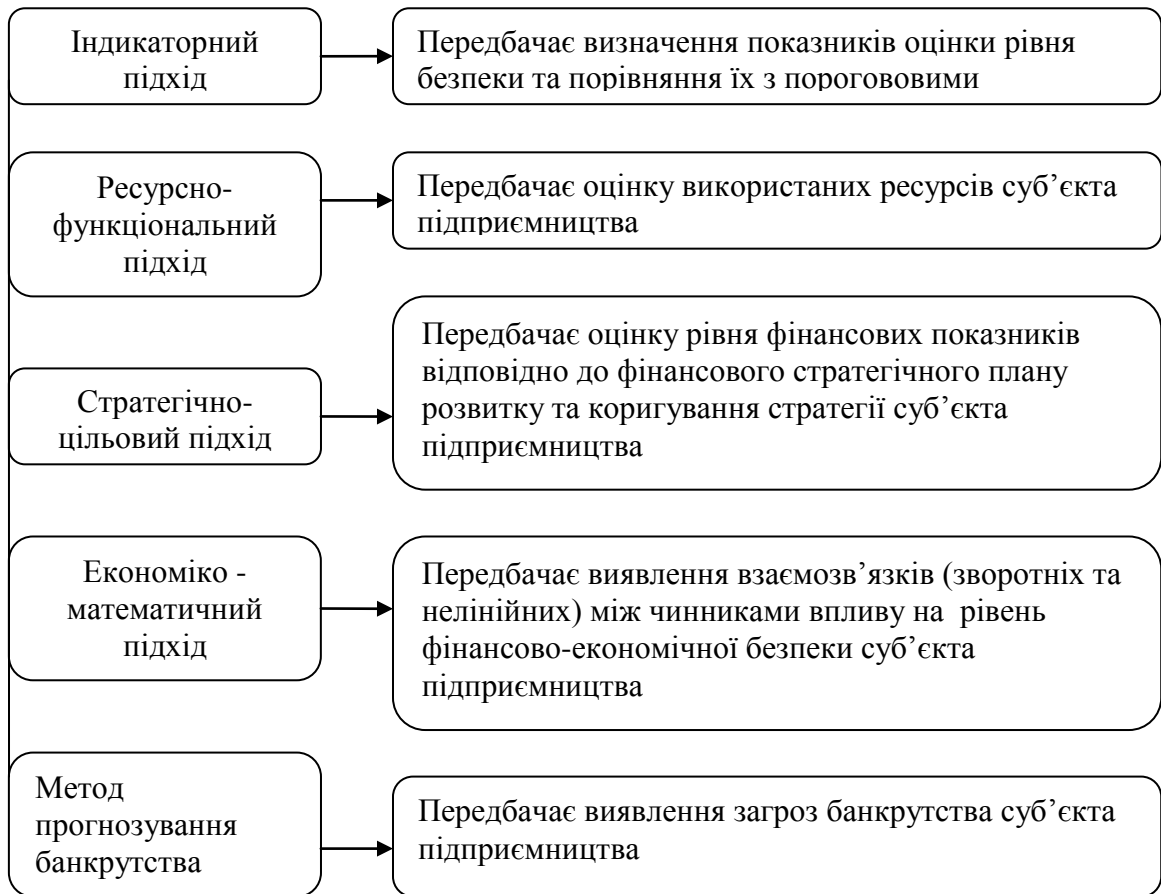 Індикаторний
підхід
Передбачає визначення показників оцінки рівня
безпеки та порівняння їх з порогововими
Ресурсно-
функціональний
підхід
Передбачає оцінку використаних ресурсів суб’єкта
підприємництва
Стратегічно-
цільовий підхід
Передбачає оцінку рівня фінансових показників
відповідно до фінансового стратегічного плану
розвитку та коригування стратегії суб’єкта
підприємництва
Економіко -
математичний
підхід
Передбачає виявлення взаємозв’язків (зворотніх та
нелінійних) між чинниками впливу на рівень
фінансово-економічної безпеки суб’єкта
підприємництва
Метод
прогнозування
банкрутства
Передбачає виявлення загроз банкрутства суб’єкта
підприємництва